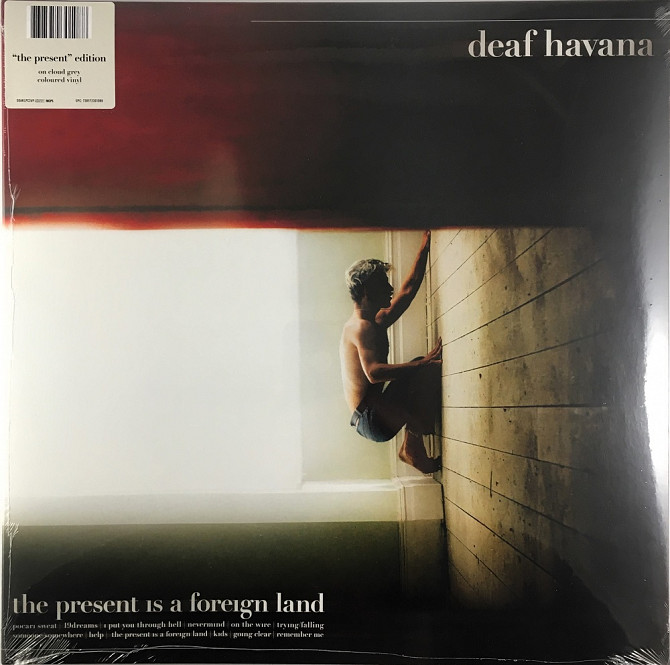 "the present" edition
on cloud grey
coloured vinyl
deaf havana
the present is a foreign land
pocari sweat | 19dreams | i put you through hell | nevermind | on the wire | trying/falling
someone/somewhere | help | the present is a foreign land | kids | going clear | remember me